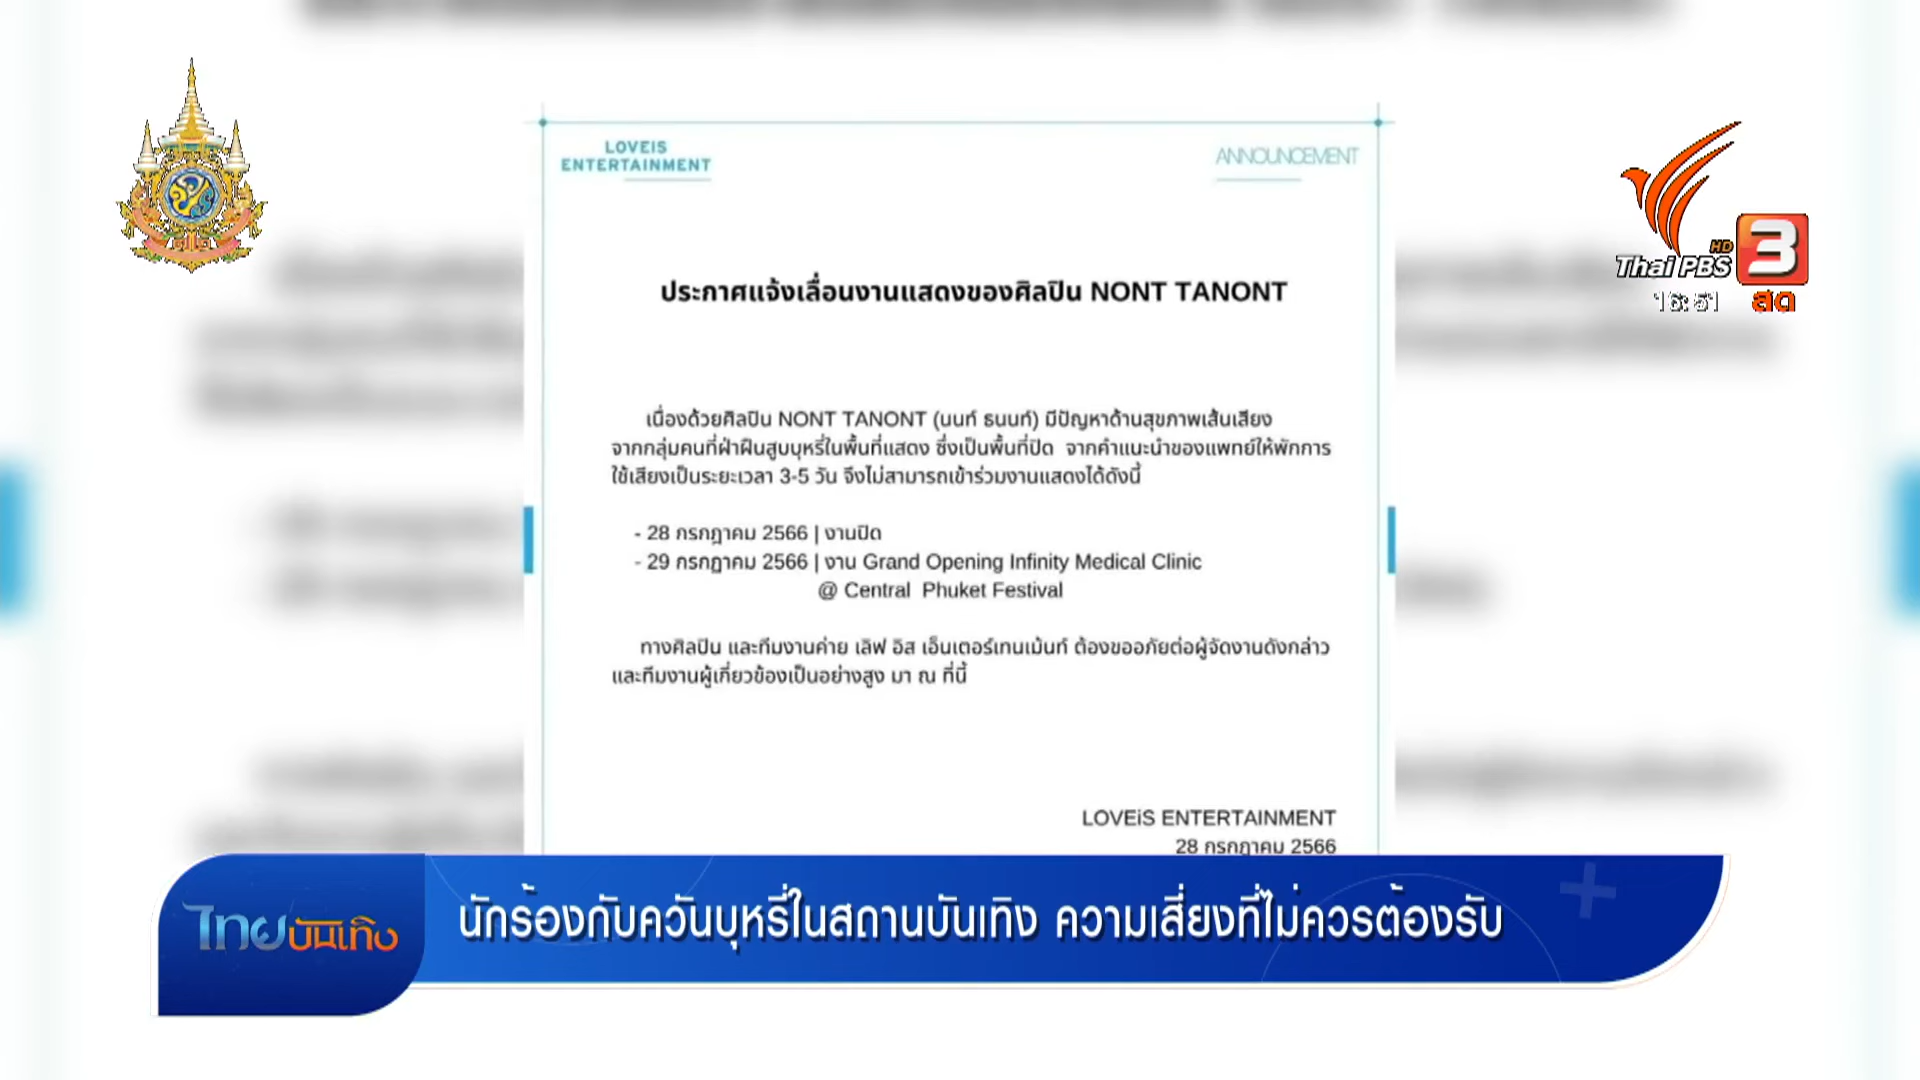 LOVEIS
ENTERTAINMENT
ANNOUNCEMENT
Thai PBS HD 3
สด
ประกาศแจ้งเลื่อนงานแสดงของศิลปิน NONT TANONT
เนื่องด้วยศิลปิน NONT TANONT (นนท์ ธนนท์) มีปัญหาด้านสุขภาพเส้นเสียง
จากกลุ่มคนที่ฝ่าฝืนสูบบุหรี่ในพื้นที่แสดง ซึ่งเป็นพื้นที่ปิด จากคำแนะนำของแพทย์ให้พักการ
ใช้เสียงเป็นระยะเวลา 3-5 วัน จึงไม่สามารถเข้าร่วมงานแสดงได้ดังนี้
- 28 กรกฎาคม 2566 | งานปิด
- 29 กรกฎาคม 2566 | งาน Grand Opening Infinity Medical Clinic
@ Central Phuket Festival
ทางศิลปิน และทีมงานค่าย เลิฟ อิส เอ็นเตอร์เทนเม้นท์ ต้องขออภัยต่อผู้จัดงานดังกล่าว
และทีมงานผู้เกี่ยวข้องเป็นอย่างสูง มา ณ ที่นี้
LOVEiS ENTERTAINMENT
28 กรกฎาคม 2566
ไทยบันเทิง
นักร้องกับควันบุหรี่ในสถานบันเทิง ความเสี่ยงที่ไม่ควรต้องรับ